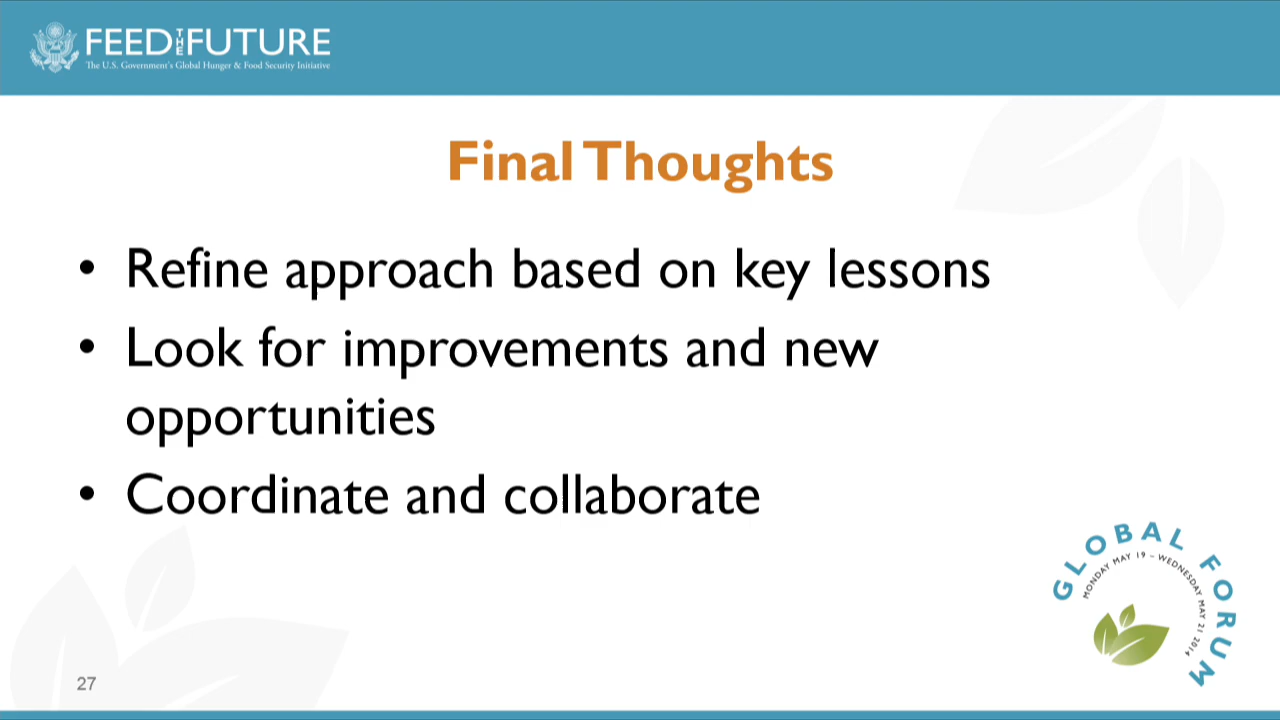 FEED THE FUTURE
The U.S. Government's Global Hunger & Food Security Initiative
Final Thoughts
• Refine approach based on key lessons
• Look for improvements and new
opportunities
• Coordinate and collaborate
GLOBAL FORUM
MONDAY MAY 19 – WEDNESDAY MAY 21 2014
27